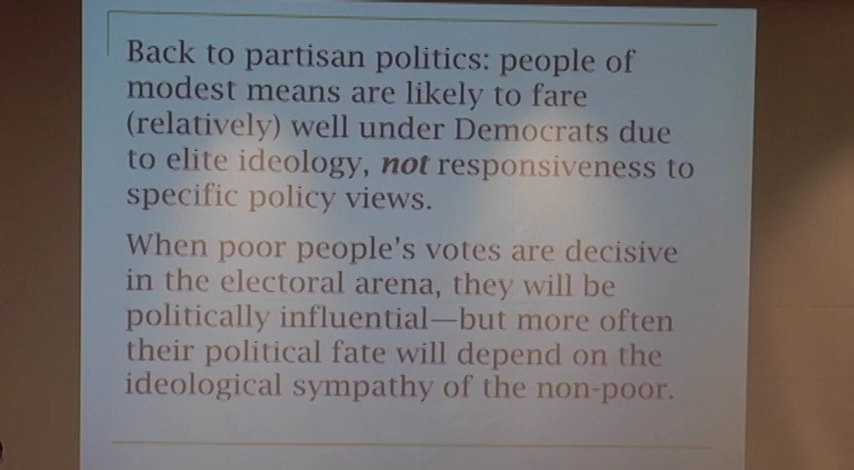 Back to partisan politics: people of
modest means are likely to fare
(relatively) well under Democrats due
to elite ideology, not responsiveness to
specific policy views.
When poor people's votes are decisive
in the electoral arena, they will be
politically influential—but more often
their political fate will depend on the
ideological sympathy of the non-poor.